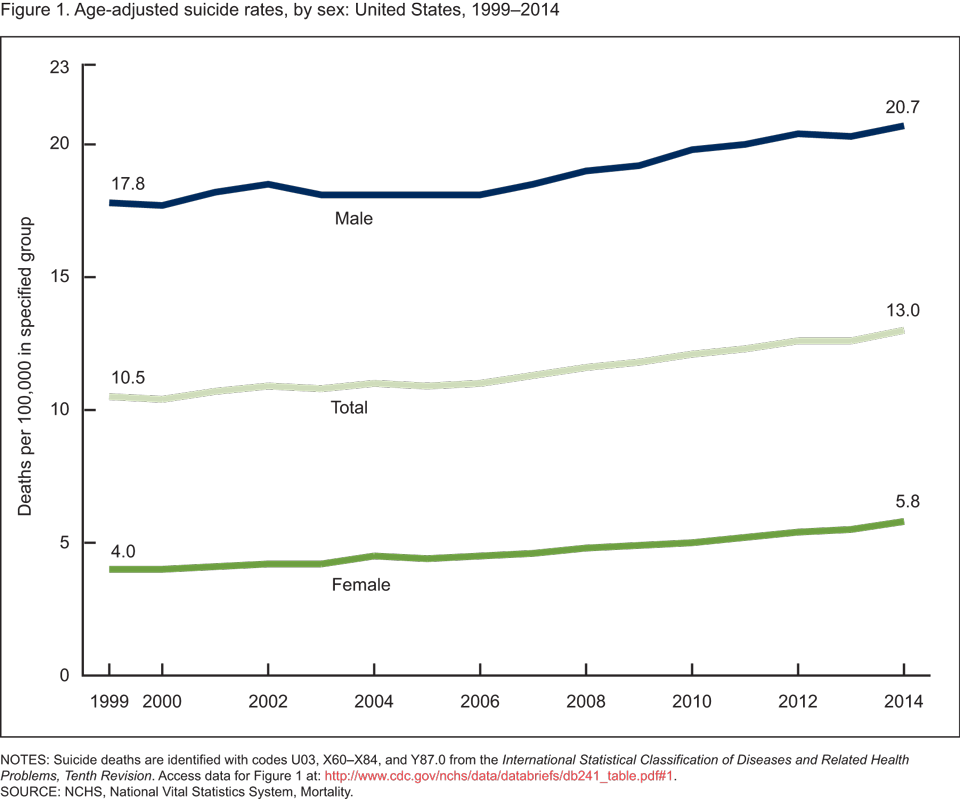 Figure 1. Age-adjusted suicide rates, by sex: United States, 1999–2014
23
20.7
20
17.8
Male
Deaths per 100,000 in specified group
15
13.0
10.5
Total
10
5.8
5
4.0
Female
0
1999 2000 2002 2004 2006 2008 2010 2012 2014
NOTES: Suicide deaths are identified with codes U03, X60–X84, and Y87.0 from the International Statistical Classification of Diseases and Related Health
Problems, Tenth Revision. Access data for Figure 1 at: http://www.cdc.gov/nchs/data/databriefs/db241_table.pdf#1.
SOURCE: NCHS, National Vital Statistics System, Mortality.